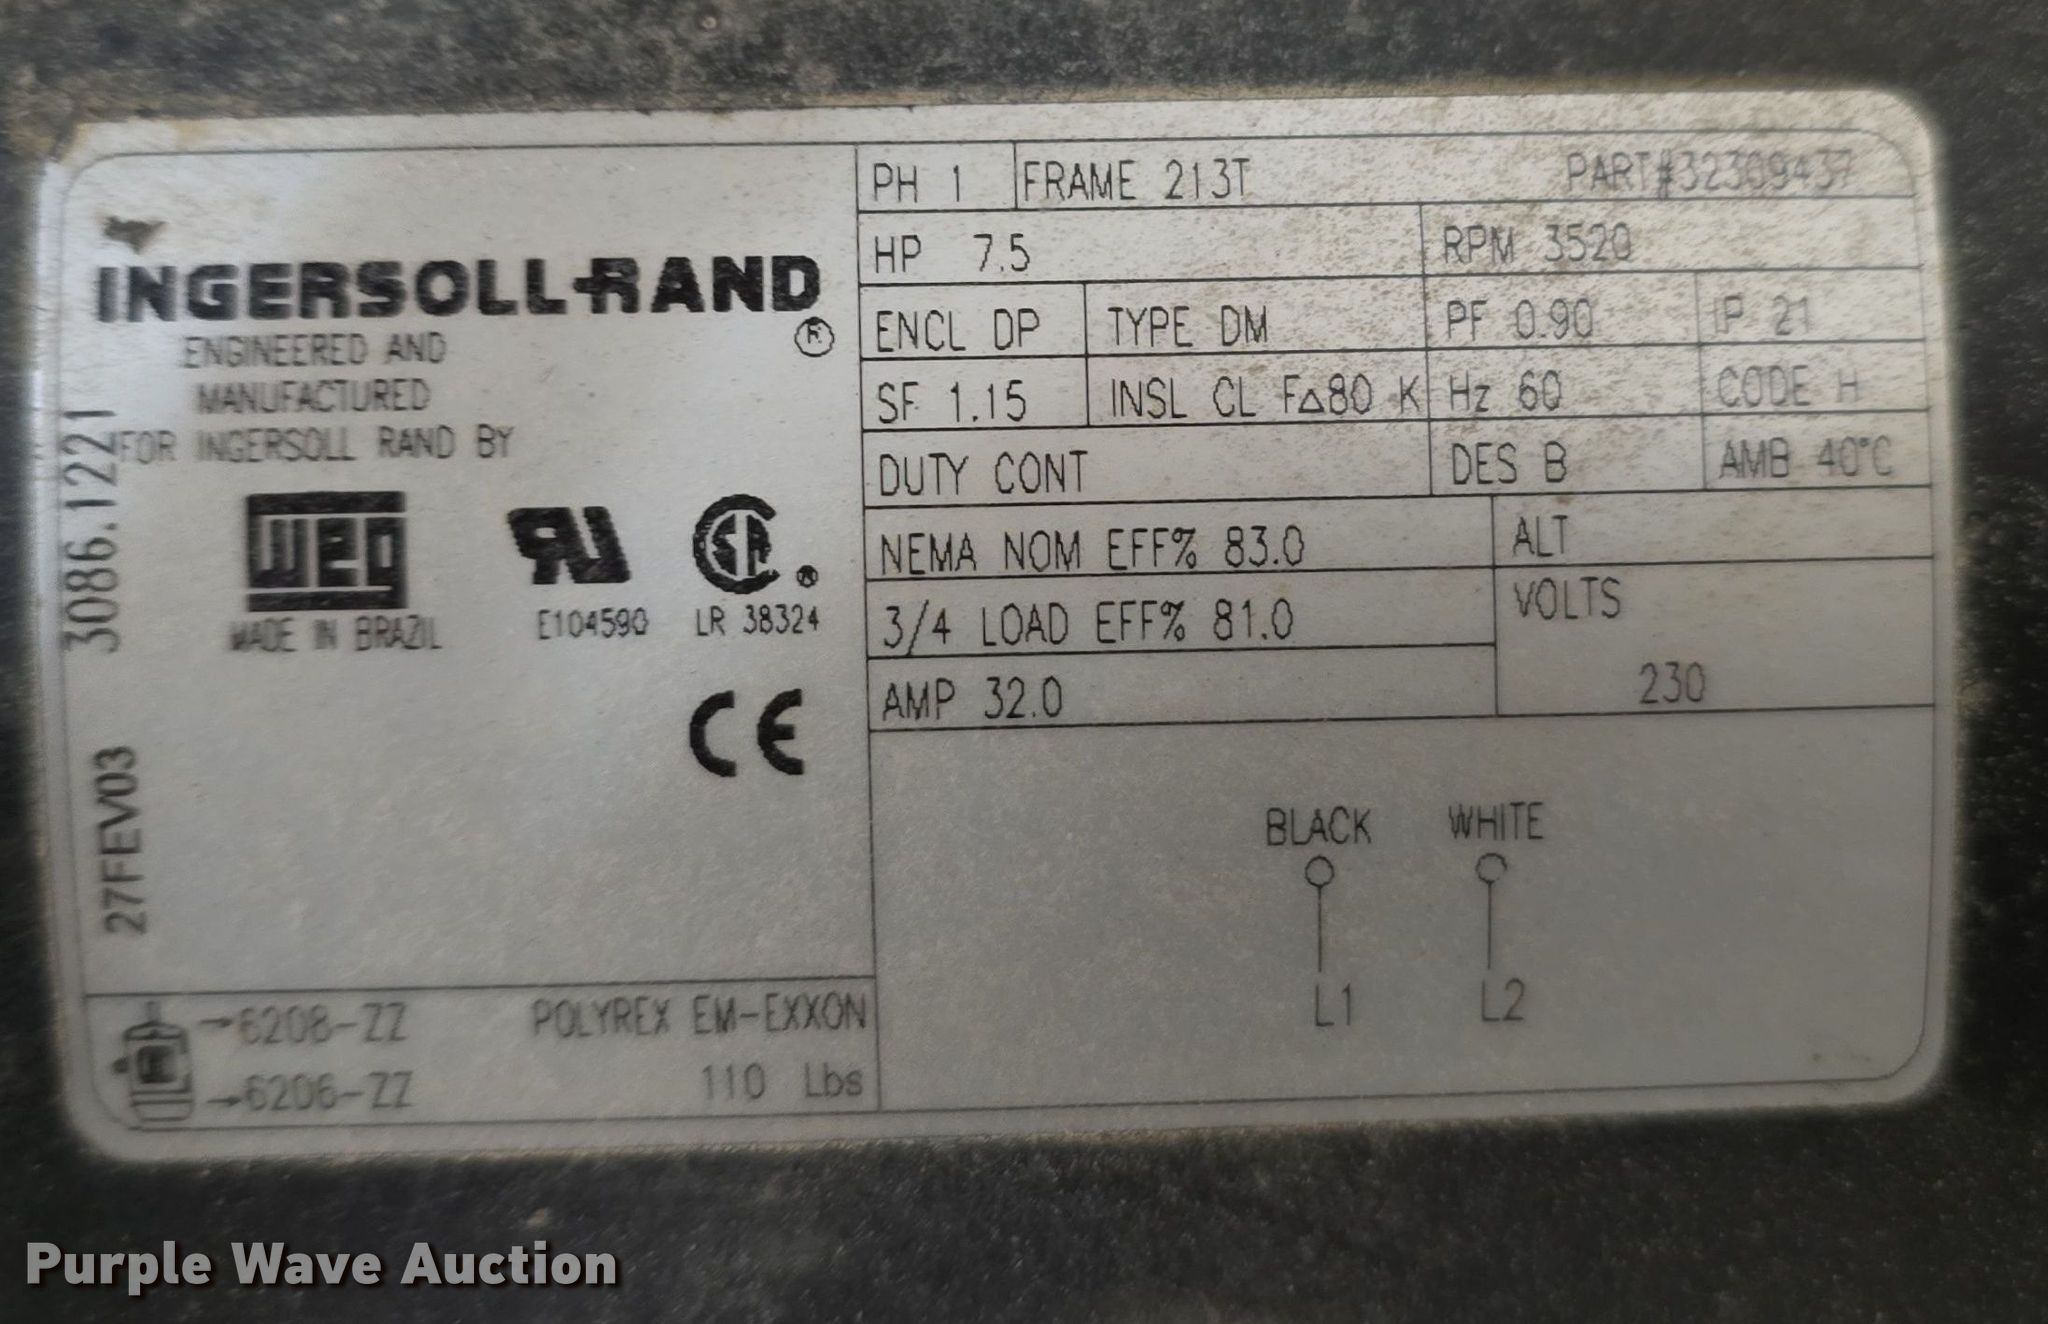 PH 1 FRAME 213T PART#32309437
HP 7.5 RPM 3520
ENCL DP TYPE DM PF 0.90 IP 21
SF 1.15 INSL CL F∆80 K Hz 60 CODE H
DUTY CONT DES B AMB 40°C
NEMA NOM EFF% 83.0 ALT
3/4 LOAD EFF% 81.0 VOLTS
AMP 32.0 230
INGERSOLL-RAND
®
ENGINEERED AND
MANUFACTURED
FOR INGERSOLL RAND BY
3086.1221
WEG
MADE IN BRAZIL
E104590
LR 38324
CE
27FEV03
6208-ZZ POLYREX EM-EXXON
6206-ZZ 110 Lbs
BLACK WHITE
L1 L2
Purple Wave Auction